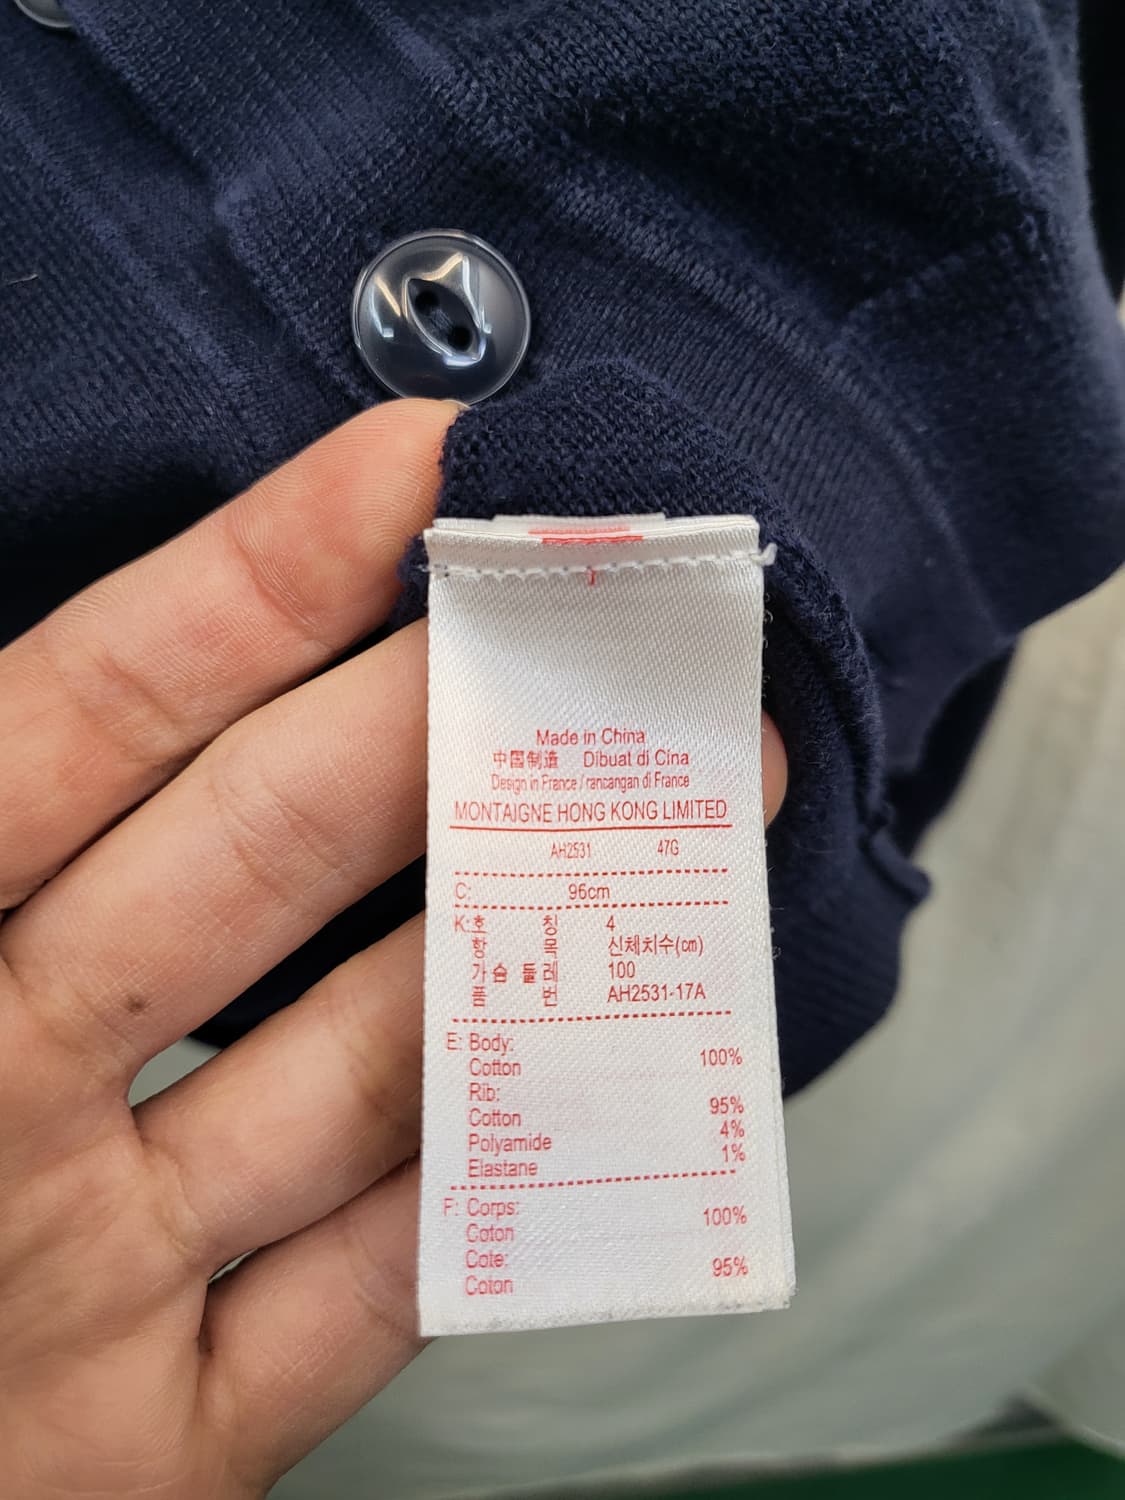 Made in China
中国制造 Dibuat di Cina
Design in France / rancangan di France
MONTAIGNE HONG KONG LIMITED
AH2531 47G
C: 96cm
K:호 칭 4
항 목 신체치수(cm)
가슴 둘레 100
품 번 AH2531-17A
E: Body:
Cotton 100%
Rib:
Cotton 95%
Polyamide 4%
Elastane 1%
F: Corps:
Coton 100%
Cote:
Coton 95%